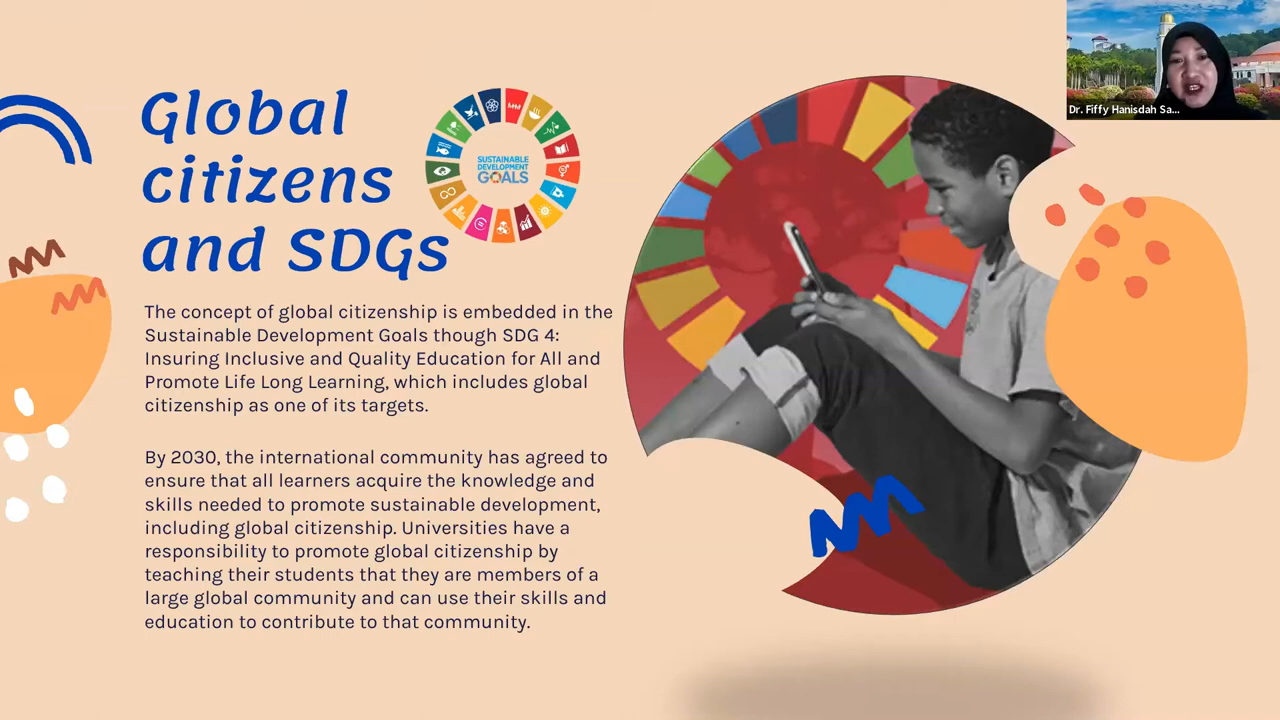 Global
citizens
and SDGs
SUSTAINABLE
DEVELOPMENT
GOALS
Dr. Fiffy Hanisdah Sa...
The concept of global citizenship is embedded in the
Sustainable Development Goals though SDG 4:
Insuring Inclusive and Quality Education for All and
Promote Life Long Learning, which includes global
citizenship as one of its targets.
By 2030, the international community has agreed to
ensure that all learners acquire the knowledge and
skills needed to promote sustainable development,
including global citizenship. Universities have a
responsibility to promote global citizenship by
teaching their students that they are members of a
large global community and can use their skills and
education to contribute to that community.